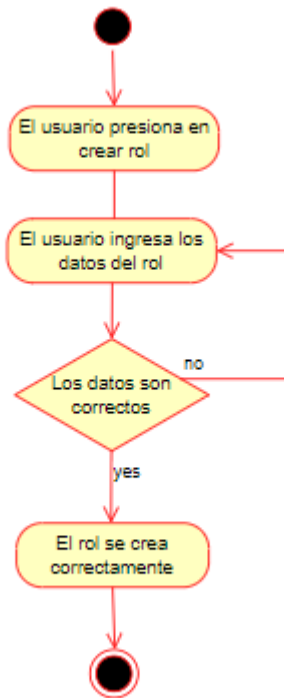 El usuario presiona en
crear rol
El usuario ingresa los
datos del rol
Los datos son
correctos
no
yes
El rol se crea
correctamente